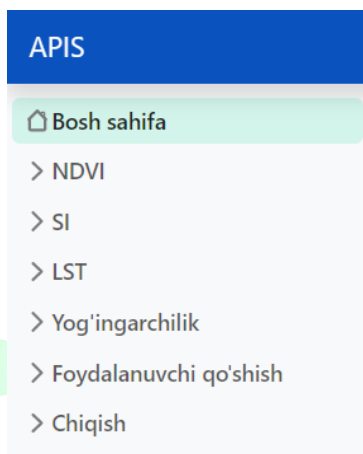 APIS
Bosh sahifa
NDVI
SI
LST
Yog'ingarchilik
Foydalanuvchi qo'shish
Chiqish